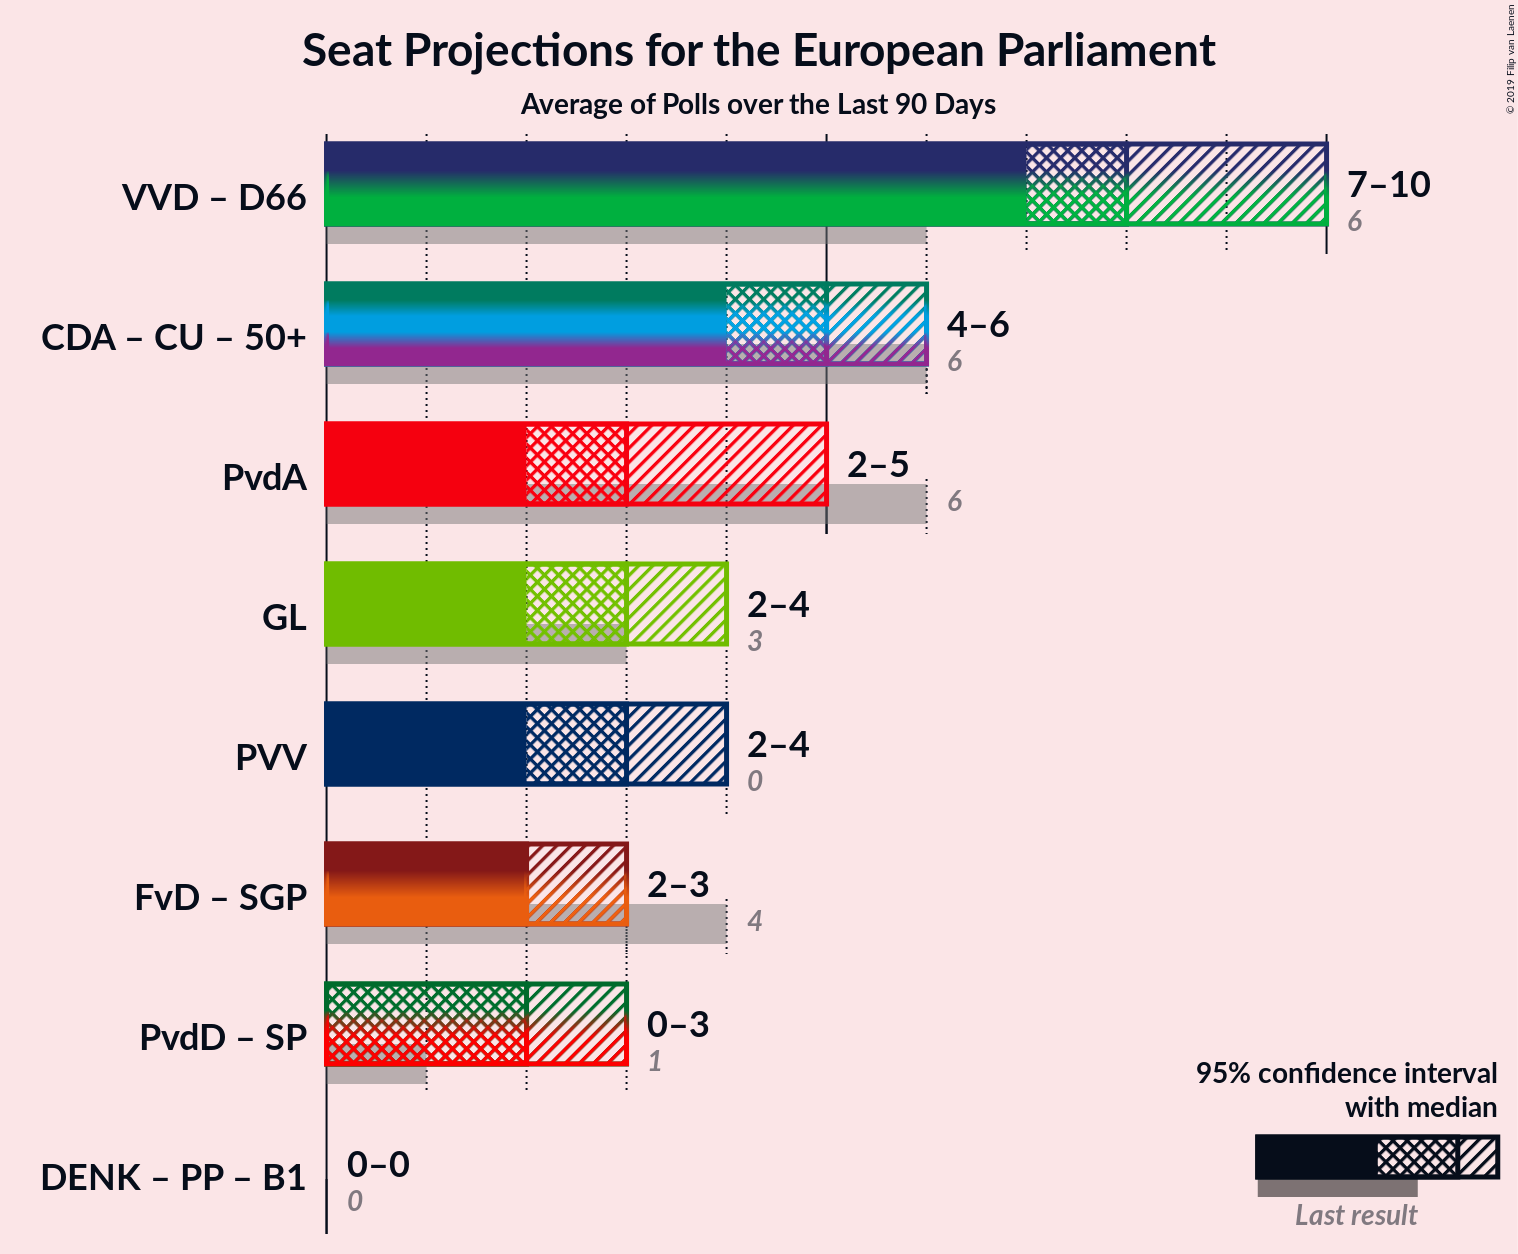 Seat Projections for the European Parliament
Average of Polls over the Last 90 Days
© 2019 Filip van Laenen
VVD – D66
7–10
6
CDA – CU – 50+
4–6
6
PvdA
2–5
6
GL
2–4
3
PVV
2–4
0
FvD – SGP
2–3
4
PvdD – SP
0–3
1
DENK – PP – B1
0–0
0
95% confidence interval
with median
Last result